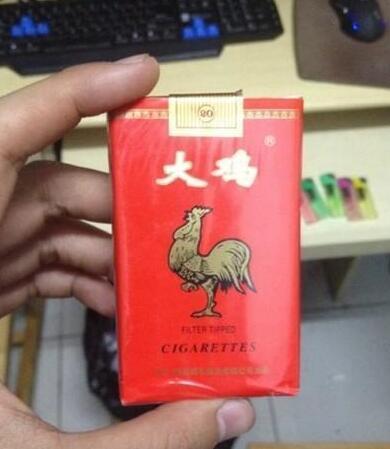 20
大鸡®
FILTER TIPPED
CIGARETTES